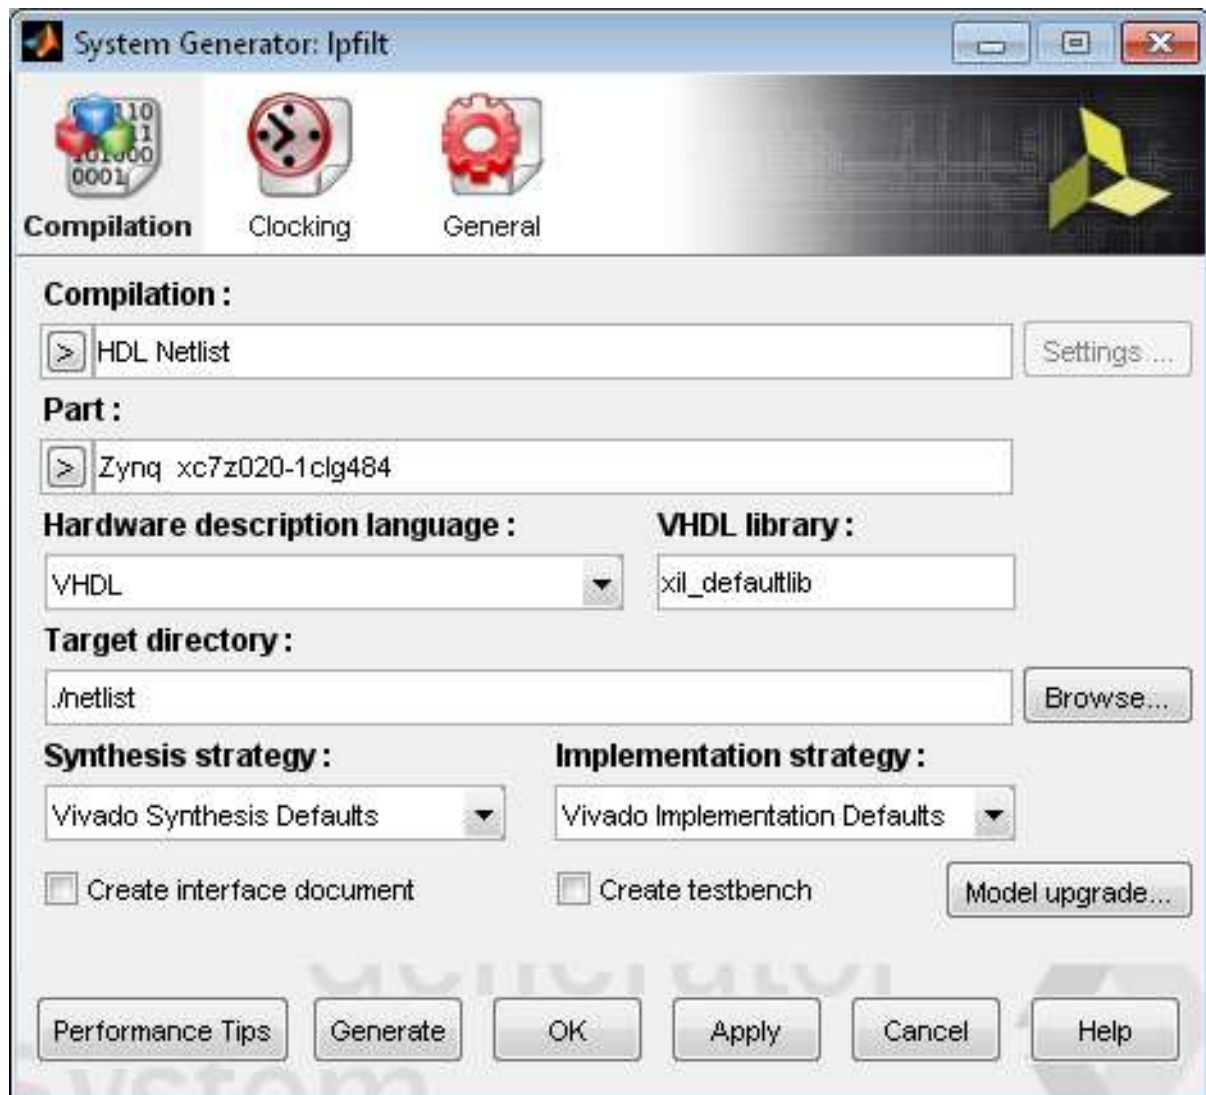 System Generator: lpfilt
Compilation
Clocking
General
Compilation :
> HDL Netlist
Settings ...
Part :
> Zynq xc7z020-1clg484
Hardware description language :
VHDL library :
VHDL
xil_defaultlib
Target directory :
./netlist
Browse...
Synthesis strategy :
Implementation strategy :
Vivado Synthesis Defaults
Vivado Implementation Defaults
Create interface document
Create testbench
Model upgrade...
Generator
Performance Tips
Generate
OK
Apply
Cancel
Help
System